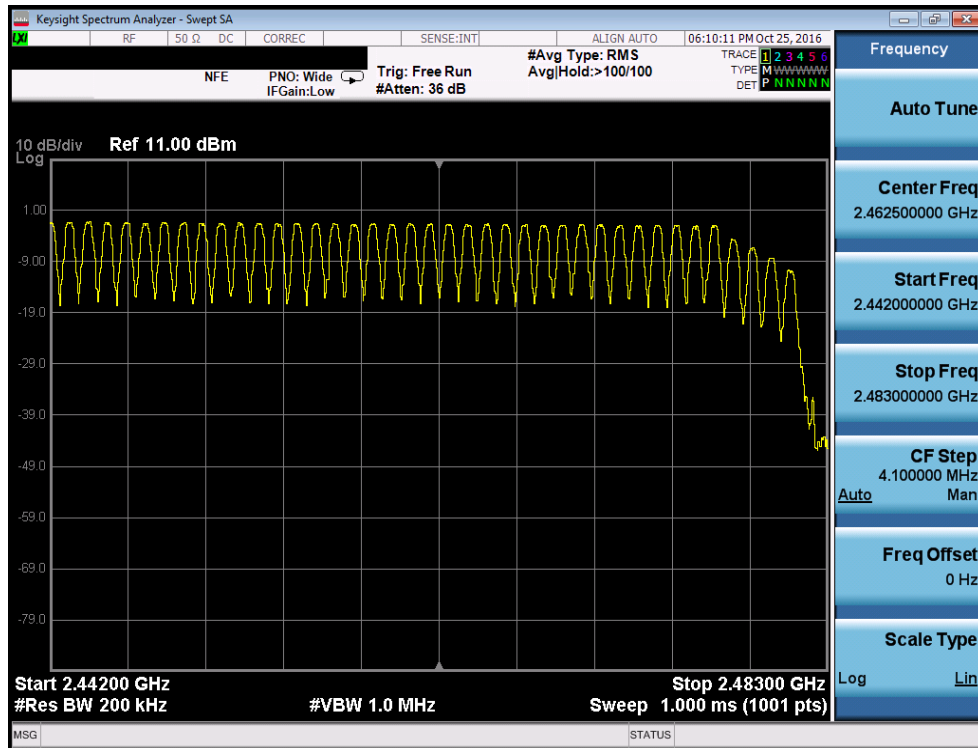 Keysight Spectrum Analyzer - Swept SA
LXI RF 50 Ω DC CORREC SENSE:INT ALIGN AUTO 06:10:11 PM Oct 25, 2016
NFE PNO: Wide IFGain:Low Trig: Free Run #Atten: 36 dB #Avg Type: RMS Avg|Hold:>100/100
TRACE 1 2 3 4 5 6
TYPE M WWWWW
DET P N N N N N
10 dB/div Ref 11.00 dBm
Log
1.00
-9.00
-19.0
-29.0
-39.0
-49.0
-59.0
-69.0
-79.0
Start 2.44200 GHz Stop 2.48300 GHz
#Res BW 200 kHz #VBW 1.0 MHz Sweep 1.000 ms (1001 pts)
MSG STATUS
Frequency
Auto Tune
Center Freq
2.462500000 GHz
Start Freq
2.442000000 GHz
Stop Freq
2.483000000 GHz
CF Step
4.100000 MHz
Auto Man
Freq Offset
0 Hz
Scale Type
Log Lin